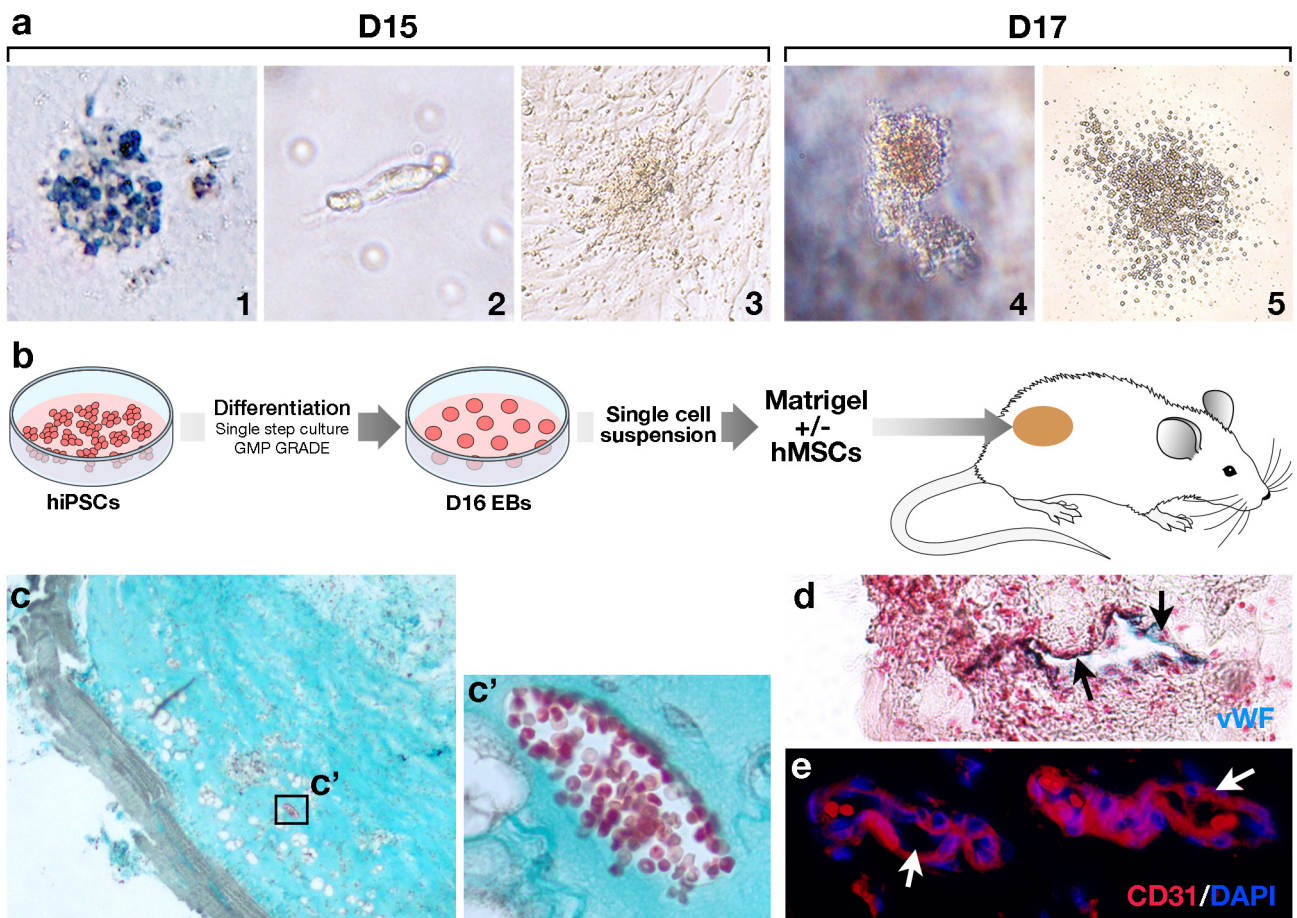 a
D15
D17
1
2
3
4
5
b
Differentiation
Single step culture
GMP GRADE
Single cell
suspension
Matrigel
+/-
hMSCs
hiPSCs
D16 EBs
c
c'
c'
d
vWF
e
CD31/DAPI